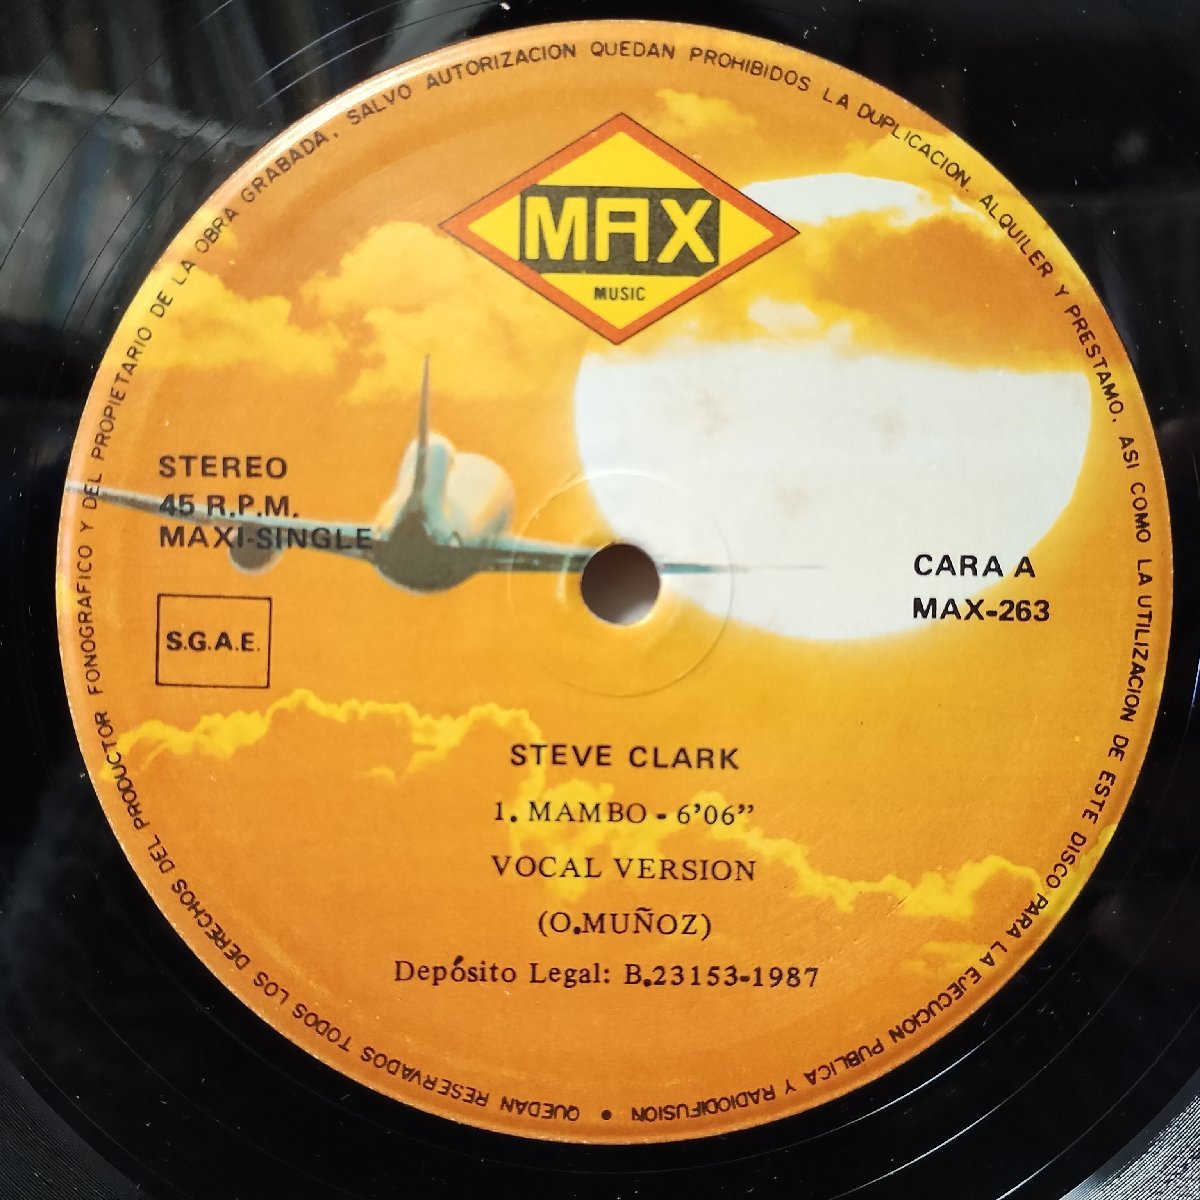 QUEDAN RESERVADOS TODOS LOS DERECHOS DEL PRODUCTOR FONOGRAFICO Y DEL PROPIETARIO DE LA OBRA GRABADA. SALVO AUTORIZACION QUEDAN PROHIBIDOS LA DUPLICACION. ALQUILER Y PRESTAMO. ASI COMO LA UTILIZACION DE ESTE DISCO PARA LA EJECUCION PUBLICA Y RADIODIFUSION •
MAX
MUSIC
STEREO
45 R.P.M.
MAXI-SINGLE
S.G.A.E.
CARA A
MAX-263
STEVE CLARK
1. MAMBO - 6'06"
VOCAL VERSION
(O.MUÑOZ)
Depósito Legal: B.23153-1987